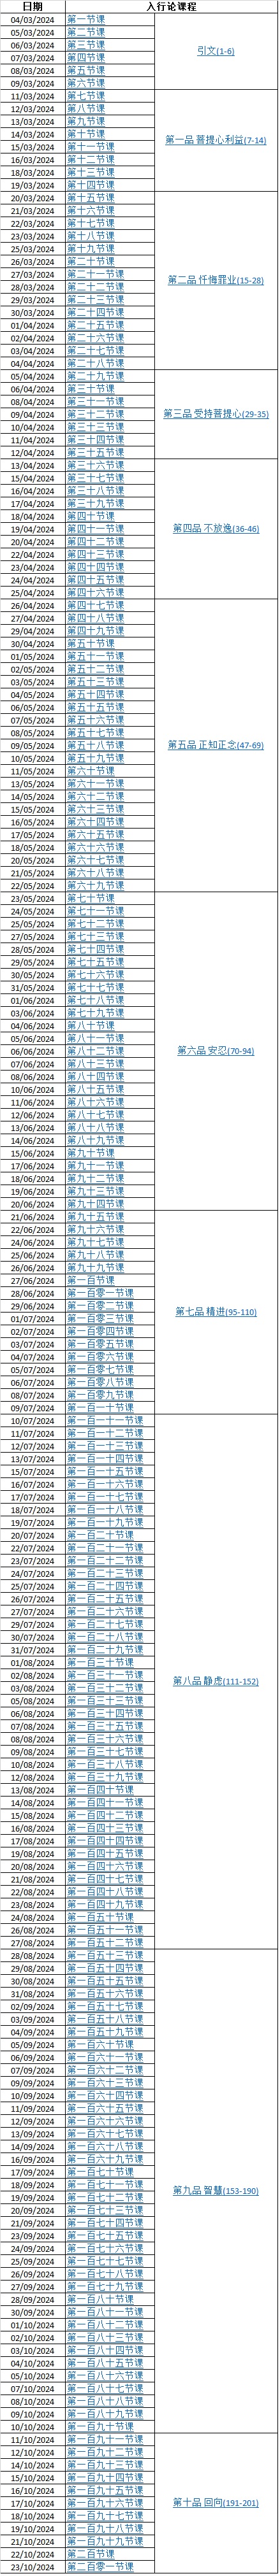 日期 入行论课程
04/03/2024 第一节课
05/03/2024 第二节课
06/03/2024 第三节课
引文(1-6)
07/03/2024 第四节课
08/03/2024 第五节课
09/03/2024 第六节课
11/03/2024 第七节课
12/03/2024 第八节课
13/03/2024 第九节课
14/03/2024 第十节课
第一品 菩提心利益(7-14)
15/03/2024 第十一节课
16/03/2024 第十二节课
18/03/2024 第十三节课
19/03/2024 第十四节课
20/03/2024 第十五节课
21/03/2024 第十六节课
22/03/2024 第十七节课
23/03/2024 第十八节课
25/03/2024 第十九节课
26/03/2024 第二十节课
27/03/2024 第二十一节课
第二品 忏悔罪业(15-28)
28/03/2024 第二十二节课
29/03/2024 第二十三节课
30/03/2024 第二十四节课
01/04/2024 第二十五节课
02/04/2024 第二十六节课
03/04/2024 第二十七节课
04/04/2024 第二十八节课
05/04/2024 第二十九节课
06/04/2024 第三十节课
08/04/2024 第三十一节课
09/04/2024 第三十二节课 第三品 受持菩提心(29-35)
10/04/2024 第三十三节课
11/04/2024 第三十四节课
12/04/2024 第三十五节课
13/04/2024 第三十六节课
15/04/2024 第三十七节课
16/04/2024 第三十八节课
17/04/2024 第三十九节课
18/04/2024 第四十节课
19/04/2024 第四十一节课 第四品 不放逸(36-46)
20/04/2024 第四十二节课
22/04/2024 第四十三节课
23/04/2024 第四十四节课
24/04/2024 第四十五节课
25/04/2024 第四十六节课
26/04/2024 第四十七节课
27/04/2024 第四十八节课
29/04/2024 第四十九节课
30/04/2024 第五十节课
01/05/2024 第五十一节课
02/05/2024 第五十二节课
03/05/2024 第五十三节课
04/05/2024 第五十四节课
06/05/2024 第五十五节课
07/05/2024 第五十六节课
08/05/2024 第五十七节课
09/05/2024 第五十八节课 第五品 正知正念(47-69)
10/05/2024 第五十九节课
11/05/2024 第六十节课
13/05/2024 第六十一节课
14/05/2024 第六十二节课
15/05/2024 第六十三节课
16/05/2024 第六十四节课
17/05/2024 第六十五节课
18/05/2024 第六十六节课
20/05/2024 第六十七节课
21/05/2024 第六十八节课
22/05/2024 第六十九节课
23/05/2024 第七十节课
24/05/2024 第七十一节课
25/05/2024 第七十二节课
27/05/2024 第七十三节课
28/05/2024 第七十四节课
29/05/2024 第七十五节课
30/05/2024 第七十六节课
31/05/2024 第七十七节课
01/06/2024 第七十八节课
03/06/2024 第七十九节课
04/06/2024 第八十节课
05/06/2024 第八十一节课
06/06/2024 第八十二节课 第六品 安忍(70-94)
07/06/2024 第八十三节课
08/06/2024 第八十四节课
10/06/2024 第八十五节课
11/06/2024 第八十六节课
12/06/2024 第八十七节课
13/06/2024 第八十八节课
14/06/2024 第八十九节课
15/06/2024 第九十节课
17/06/2024 第九十一节课
18/06/2024 第九十二节课
19/06/2024 第九十三节课
20/06/2024 第九十四节课
21/06/2024 第九十五节课
22/06/2024 第九十六节课
24/06/2024 第九十七节课
25/06/2024 第九十八节课
26/06/2024 第九十九节课
27/06/2024 第一百节课
28/06/2024 第一百零一节课
29/06/2024 第一百零二节课
第七品 精进(95-110)
01/07/2024 第一百零三节课
02/07/2024 第一百零四节课
03/07/2024 第一百零五节课
04/07/2024 第一百零六节课
05/07/2024 第一百零七节课
06/07/2024 第一百零八节课
08/07/2024 第一百零九节课
09/07/2024 第一百一十节课
10/07/2024 第一百一十一节课
11/07/2024 第一百一十二节课
12/07/2024 第一百一十三节课
13/07/2024 第一百一十四节课
15/07/2024 第一百一十五节课
16/07/2024 第一百一十六节课
17/07/2024 第一百一十七节课
18/07/2024 第一百一十八节课
19/07/2024 第一百一十九节课
20/07/2024 第一百二十节课
22/07/2024 第一百二十一节课
23/07/2024 第一百二十二节课
24/07/2024 第一百二十三节课
25/07/2024 第一百二十四节课
26/07/2024 第一百二十五节课
27/07/2024 第一百二十六节课
29/07/2024 第一百二十七节课
30/07/2024 第一百二十八节课
31/07/2024 第一百二十九节课
01/08/2024 第一百三十节课
02/08/2024 第一百三十一节课
第八品 静虑(111-152)
03/08/2024 第一百三十二节课
05/08/2024 第一百三十三节课
06/08/2024 第一百三十四节课
07/08/2024 第一百三十五节课
08/08/2024 第一百三十六节课
09/08/2024 第一百三十七节课
10/08/2024 第一百三十八节课
12/08/2024 第一百三十九节课
13/08/2024 第一百四十节课
14/08/2024 第一百四十一节课
15/08/2024 第一百四十二节课
16/08/2024 第一百四十三节课
17/08/2024 第一百四十四节课
19/08/2024 第一百四十五节课
20/08/2024 第一百四十六节课
21/08/2024 第一百四十七节课
22/08/2024 第一百四十八节课
23/08/2024 第一百四十九节课
24/08/2024 第一百五十节课
26/08/2024 第一百五十一节课
27/08/2024 第一百五十二节课
28/08/2024 第一百五十三节课
29/08/2024 第一百五十四节课
30/08/2024 第一百五十五节课
31/08/2024 第一百五十六节课
02/09/2024 第一百五十七节课
03/09/2024 第一百五十八节课
04/09/2024 第一百五十九节课
05/09/2024 第一百六十节课
06/09/2024 第一百六十一节课
07/09/2024 第一百六十二节课
09/09/2024 第一百六十三节课
10/09/2024 第一百六十四节课
11/09/2024 第一百六十五节课
12/09/2024 第一百六十六节课
13/09/2024 第一百六十七节课
14/09/2024 第一百六十八节课
16/09/2024 第一百六十九节课
17/09/2024 第一百七十节课
18/09/2024 第一百七十一节课
第九品 智慧(153-190)
19/09/2024 第一百七十二节课
20/09/2024 第一百七十三节课
21/09/2024 第一百七十四节课
23/09/2024 第一百七十五节课
24/09/2024 第一百七十六节课
25/09/2024 第一百七十七节课
26/09/2024 第一百七十八节课
27/09/2024 第一百七十九节课
28/09/2024 第一百八十节课
30/09/2024 第一百八十一节课
01/10/2024 第一百八十二节课
02/10/2024 第一百八十三节课
03/10/2024 第一百八十四节课
04/10/2024 第一百八十五节课
05/10/2024 第一百八十六节课
07/10/2024 第一百八十七节课
08/10/2024 第一百八十八节课
09/10/2024 第一百八十九节课
10/10/2024 第一百九十节课
11/10/2024 第一百九十一节课
12/10/2024 第一百九十二节课
14/10/2024 第一百九十三节课
15/10/2024 第一百九十四节课
16/10/2024 第一百九十五节课
17/10/2024 第一百九十六节课 第十品 回向(191-201)
18/10/2024 第一百九十七节课
19/10/2024 第一百九十八节课
21/10/2024 第一百九十九节课
22/10/2024 第二百节课
23/10/2024 第二百零一节课